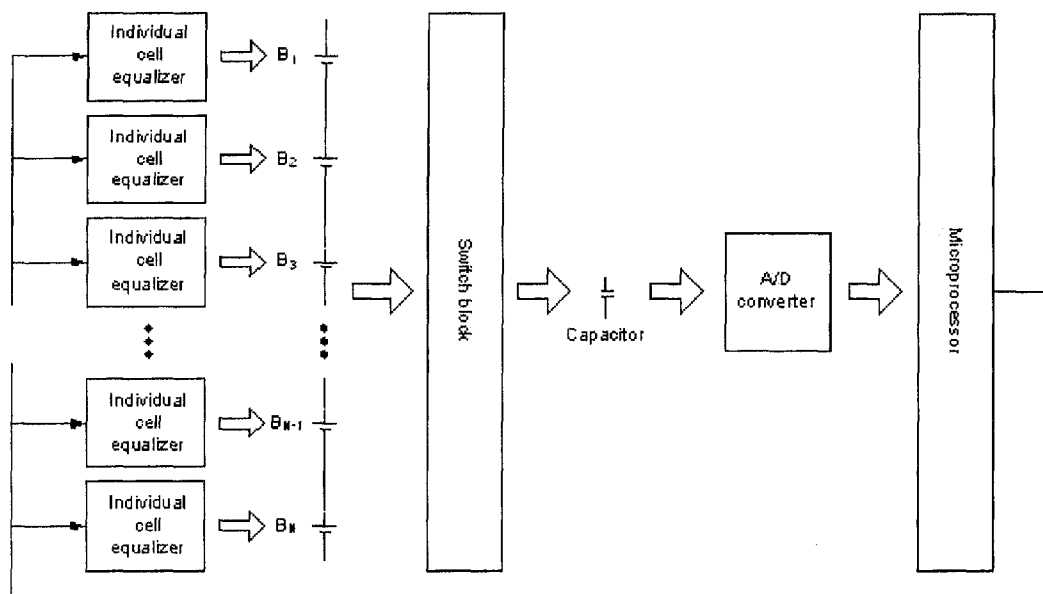 Individual
cell
equalizer
B1
Individual
cell
equalizer
B2
Individual
cell
equalizer
B3
Individual
cell
equalizer
BN-1
Individual
cell
equalizer
BN
Switch block
Capacitor
A/D
converter
Microprocessor